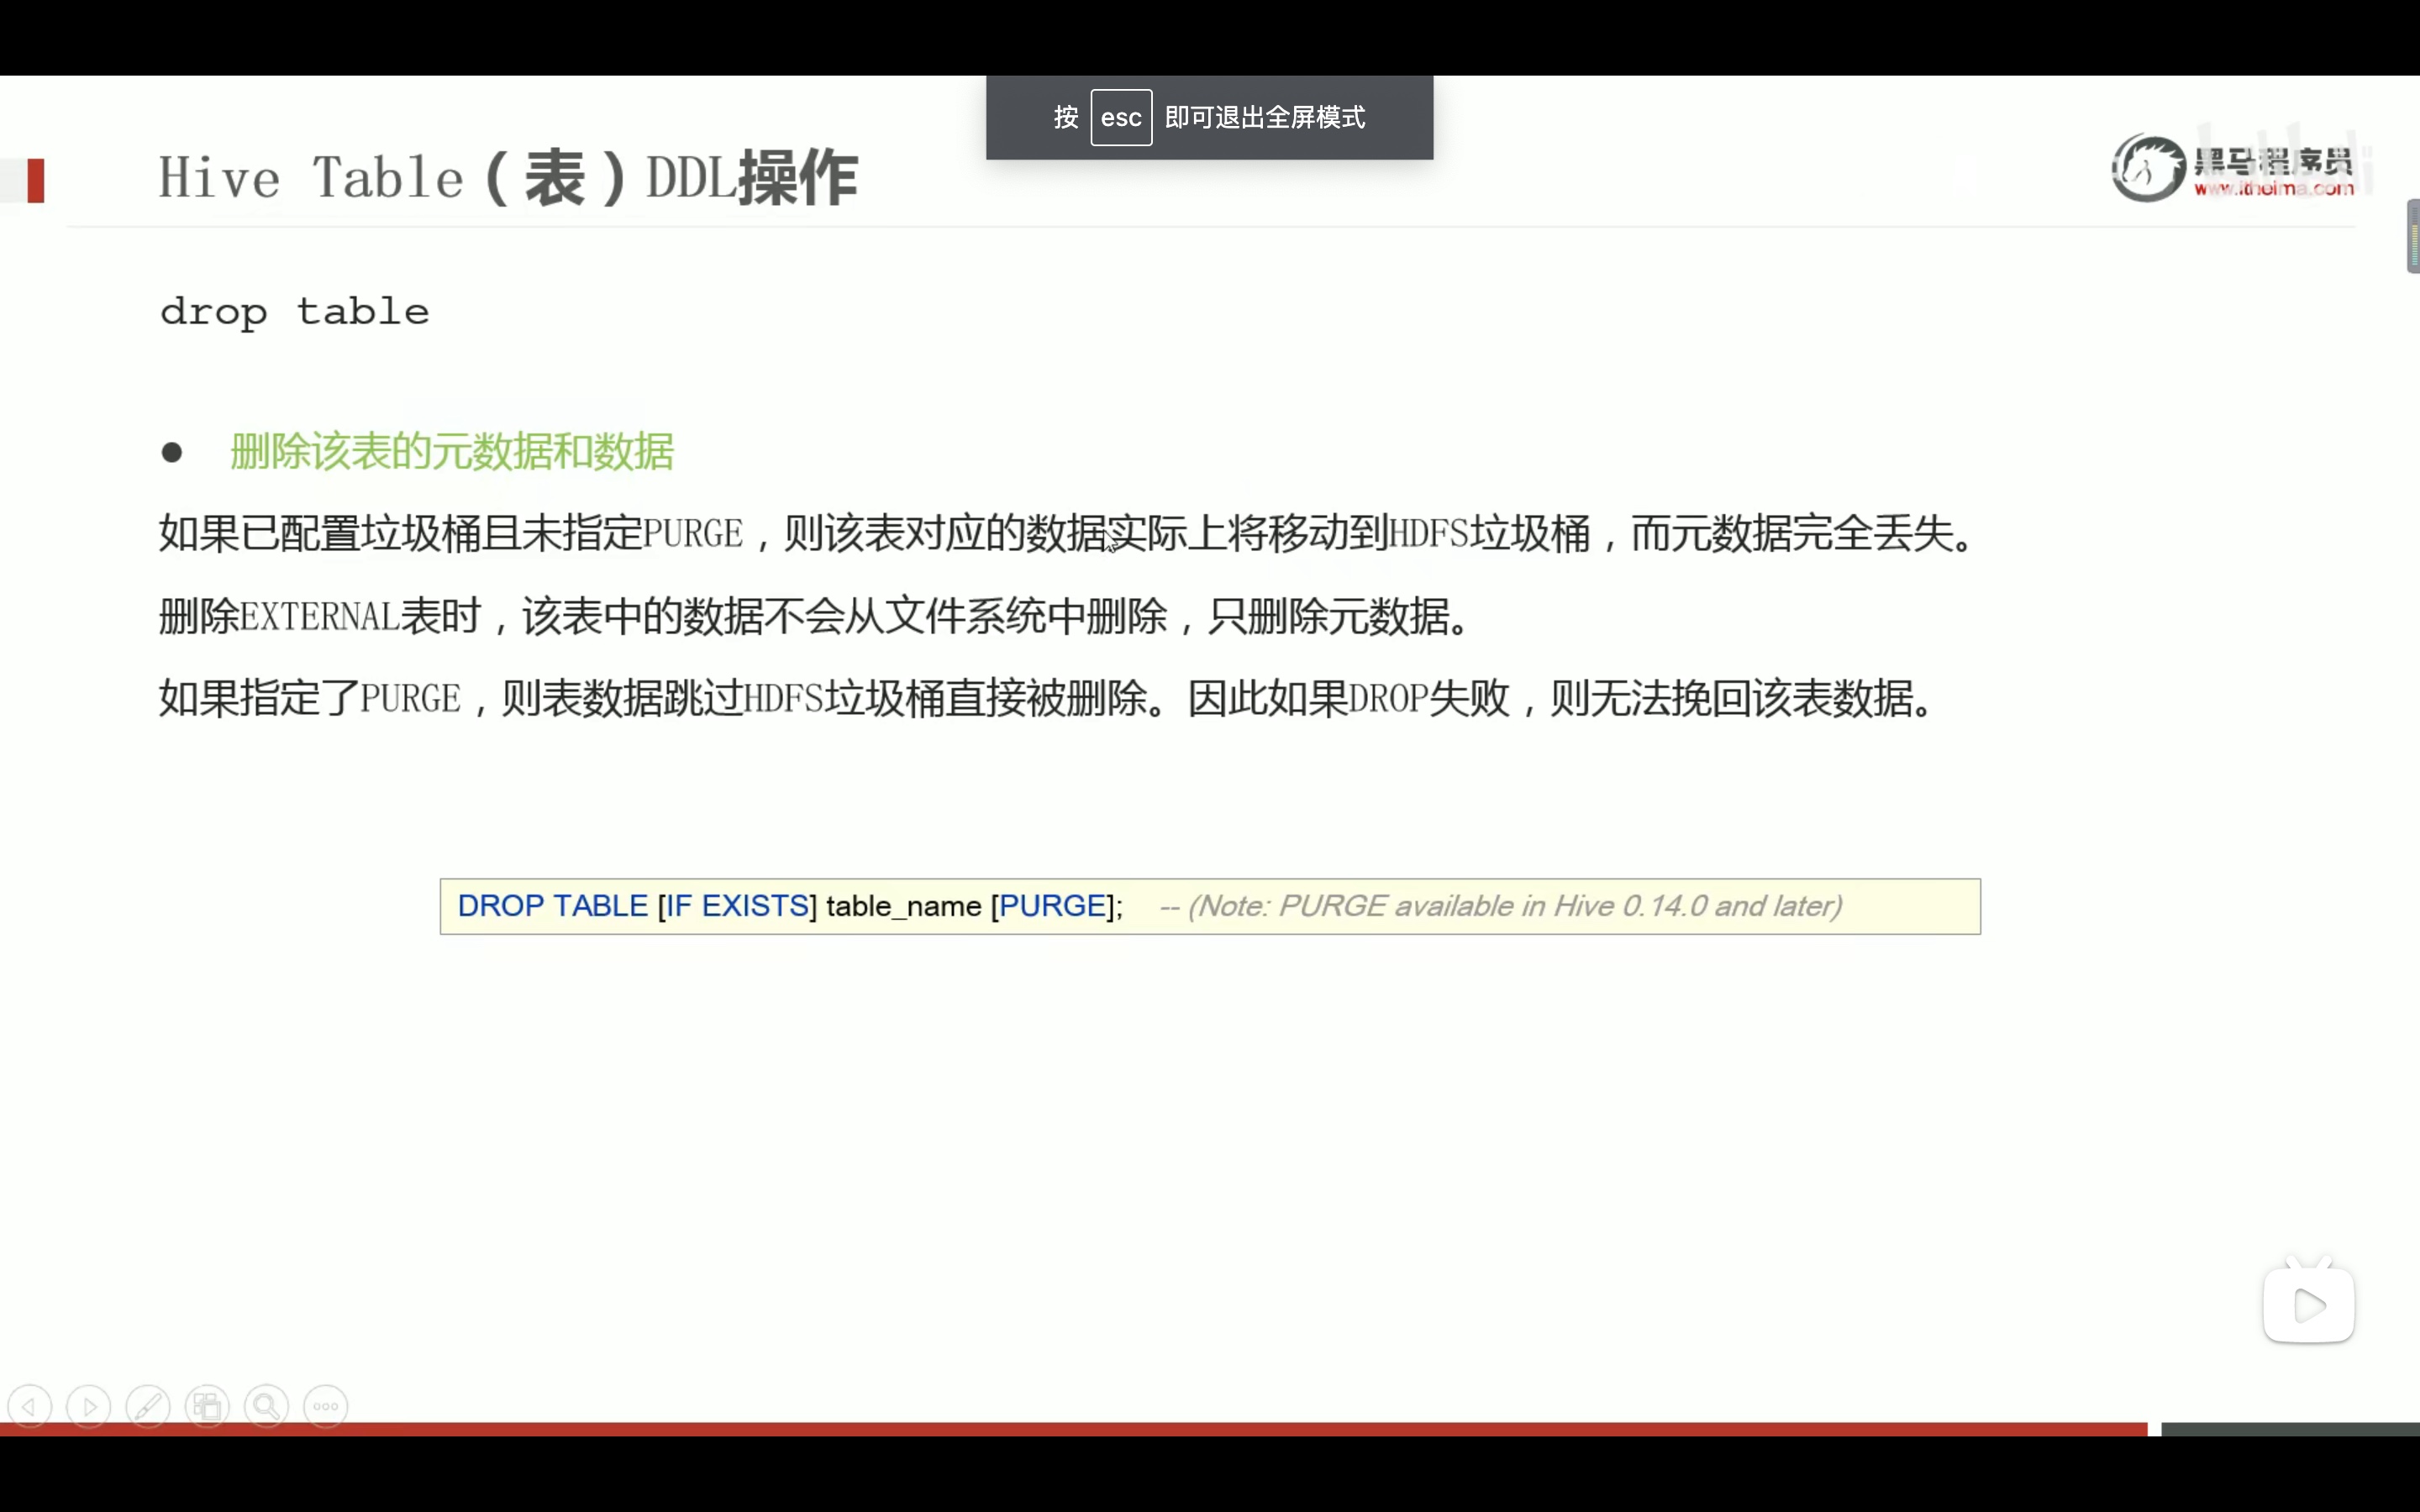 按 esc 即可退出全屏模式
Hive Table(表)DDL操作
黑马程序员
www.itheima.com
drop table
● 删除该表的元数据和数据
如果已配置垃圾桶且未指定PURGE，则该表对应的数据实际上将移动到HDFS垃圾桶，而元数据完全丢失。
删除EXTERNAL表时，该表中的数据不会从文件系统中删除，只删除元数据。
如果指定了PURGE，则表数据跳过HDFS垃圾桶直接被删除。因此如果DROP失败，则无法挽回该表数据。
DROP TABLE [IF EXISTS] table_name [PURGE]; -- (Note: PURGE available in Hive 0.14.0 and later)